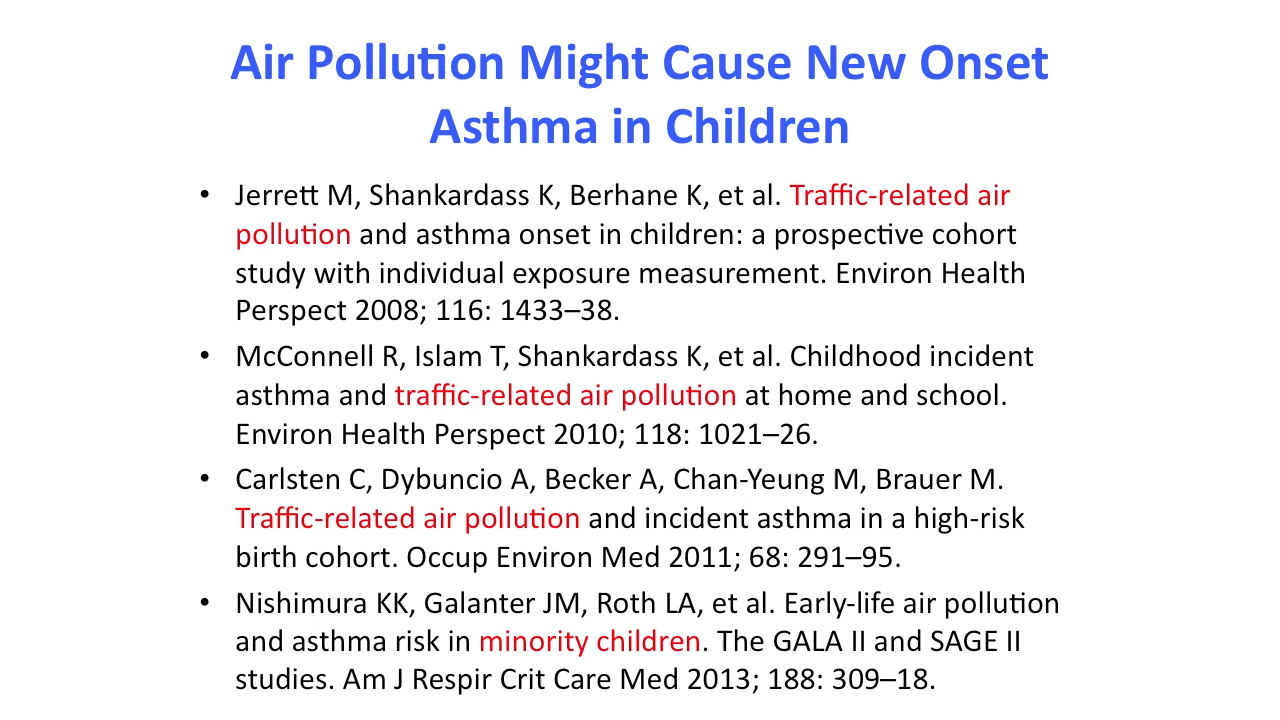 Air Pollution Might Cause New Onset
Asthma in Children
• Jerrett M, Shankardass K, Berhane K, et al. Traffic-related air
pollution and asthma onset in children: a prospective cohort
study with individual exposure measurement. Environ Health
Perspect 2008; 116: 1433–38.
• McConnell R, Islam T, Shankardass K, et al. Childhood incident
asthma and traffic-related air pollution at home and school.
Environ Health Perspect 2010; 118: 1021–26.
• Carlsten C, Dybuncio A, Becker A, Chan-Yeung M, Brauer M.
Traffic-related air pollution and incident asthma in a high-risk
birth cohort. Occup Environ Med 2011; 68: 291–95.
• Nishimura KK, Galanter JM, Roth LA, et al. Early-life air pollution
and asthma risk in minority children. The GALA II and SAGE II
studies. Am J Respir Crit Care Med 2013; 188: 309–18.